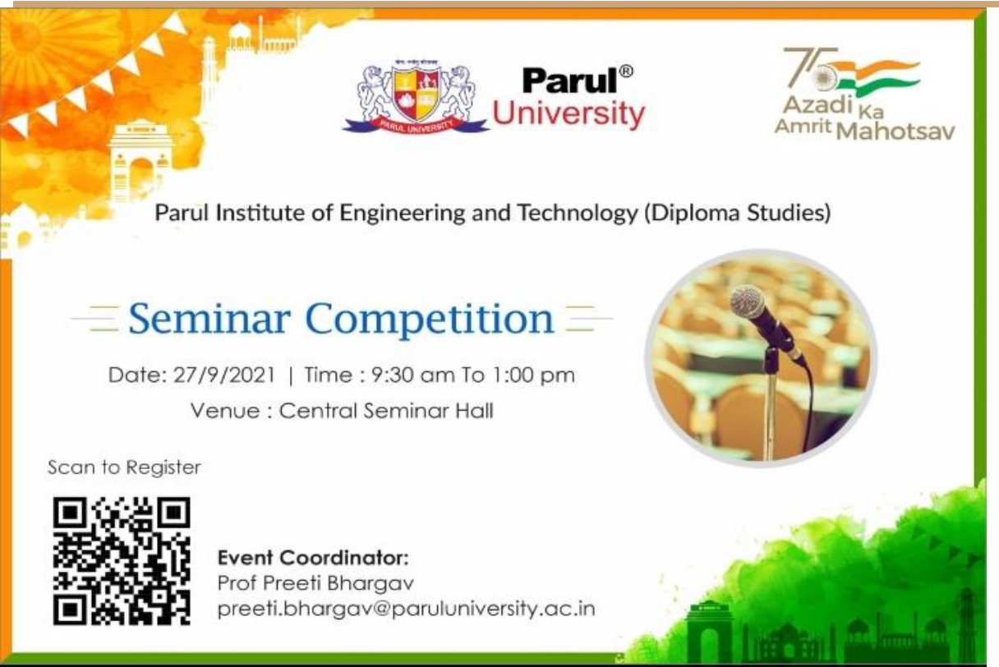 Parul®
University
PARUL UNIVERSITY
75
Azadi Ka
Amrit Mahotsav
Parul Institute of Engineering and Technology (Diploma Studies)
Seminar Competition
Date: 27/9/2021 | Time : 9:30 am To 1:00 pm
Venue : Central Seminar Hall
Scan to Register
Event Coordinator:
Prof Preeti Bhargav
preeti.bhargav@paruluniversity.ac.in